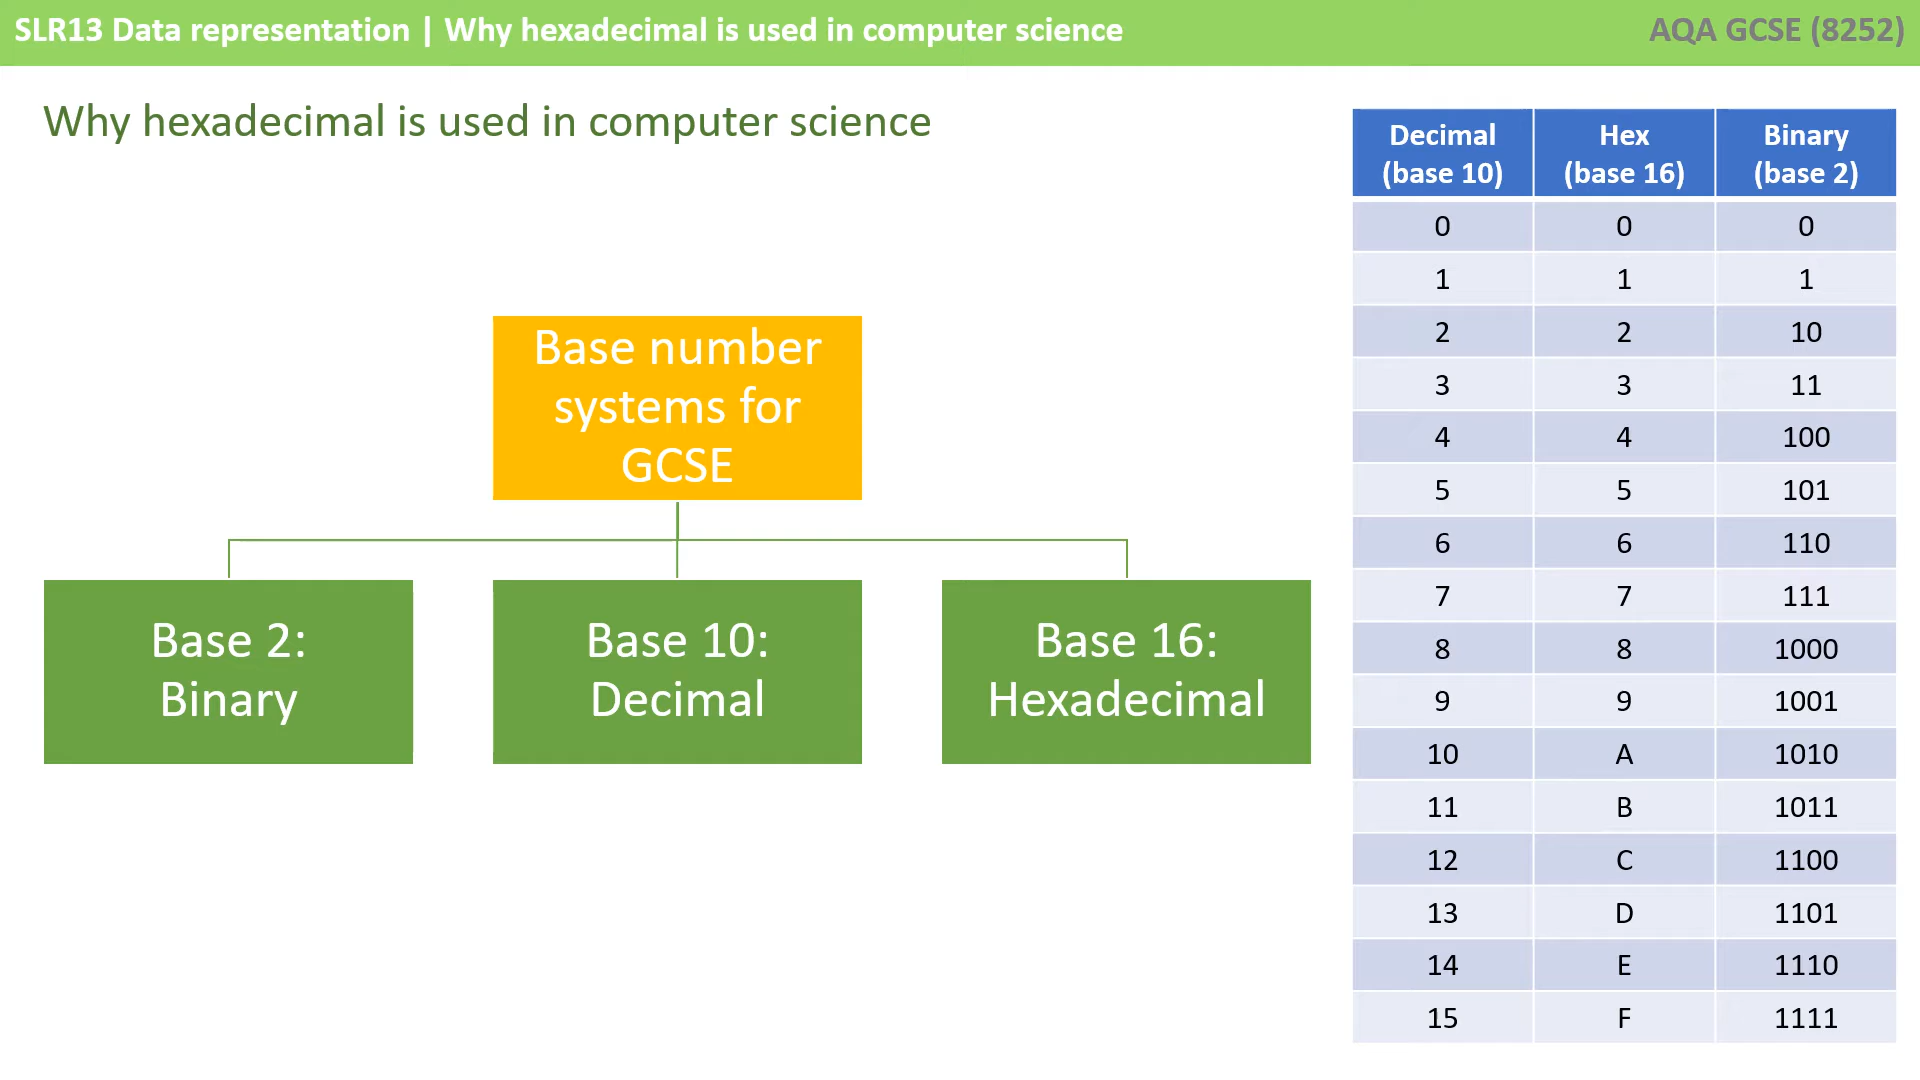 SLR13 Data representation | Why hexadecimal is used in computer science
AQA GCSE (8252)
Why hexadecimal is used in computer science
Base number
systems for
GCSE
Base 2:
Binary
Base 10:
Decimal
Base 16:
Hexadecimal
Decimal (base 10) Hex (base 16) Binary (base 2)
0 0 0
1 1 1
2 2 10
3 3 11
4 4 100
5 5 101
6 6 110
7 7 111
8 8 1000
9 9 1001
10 A 1010
11 B 1011
12 C 1100
13 D 1101
14 E 1110
15 F 1111